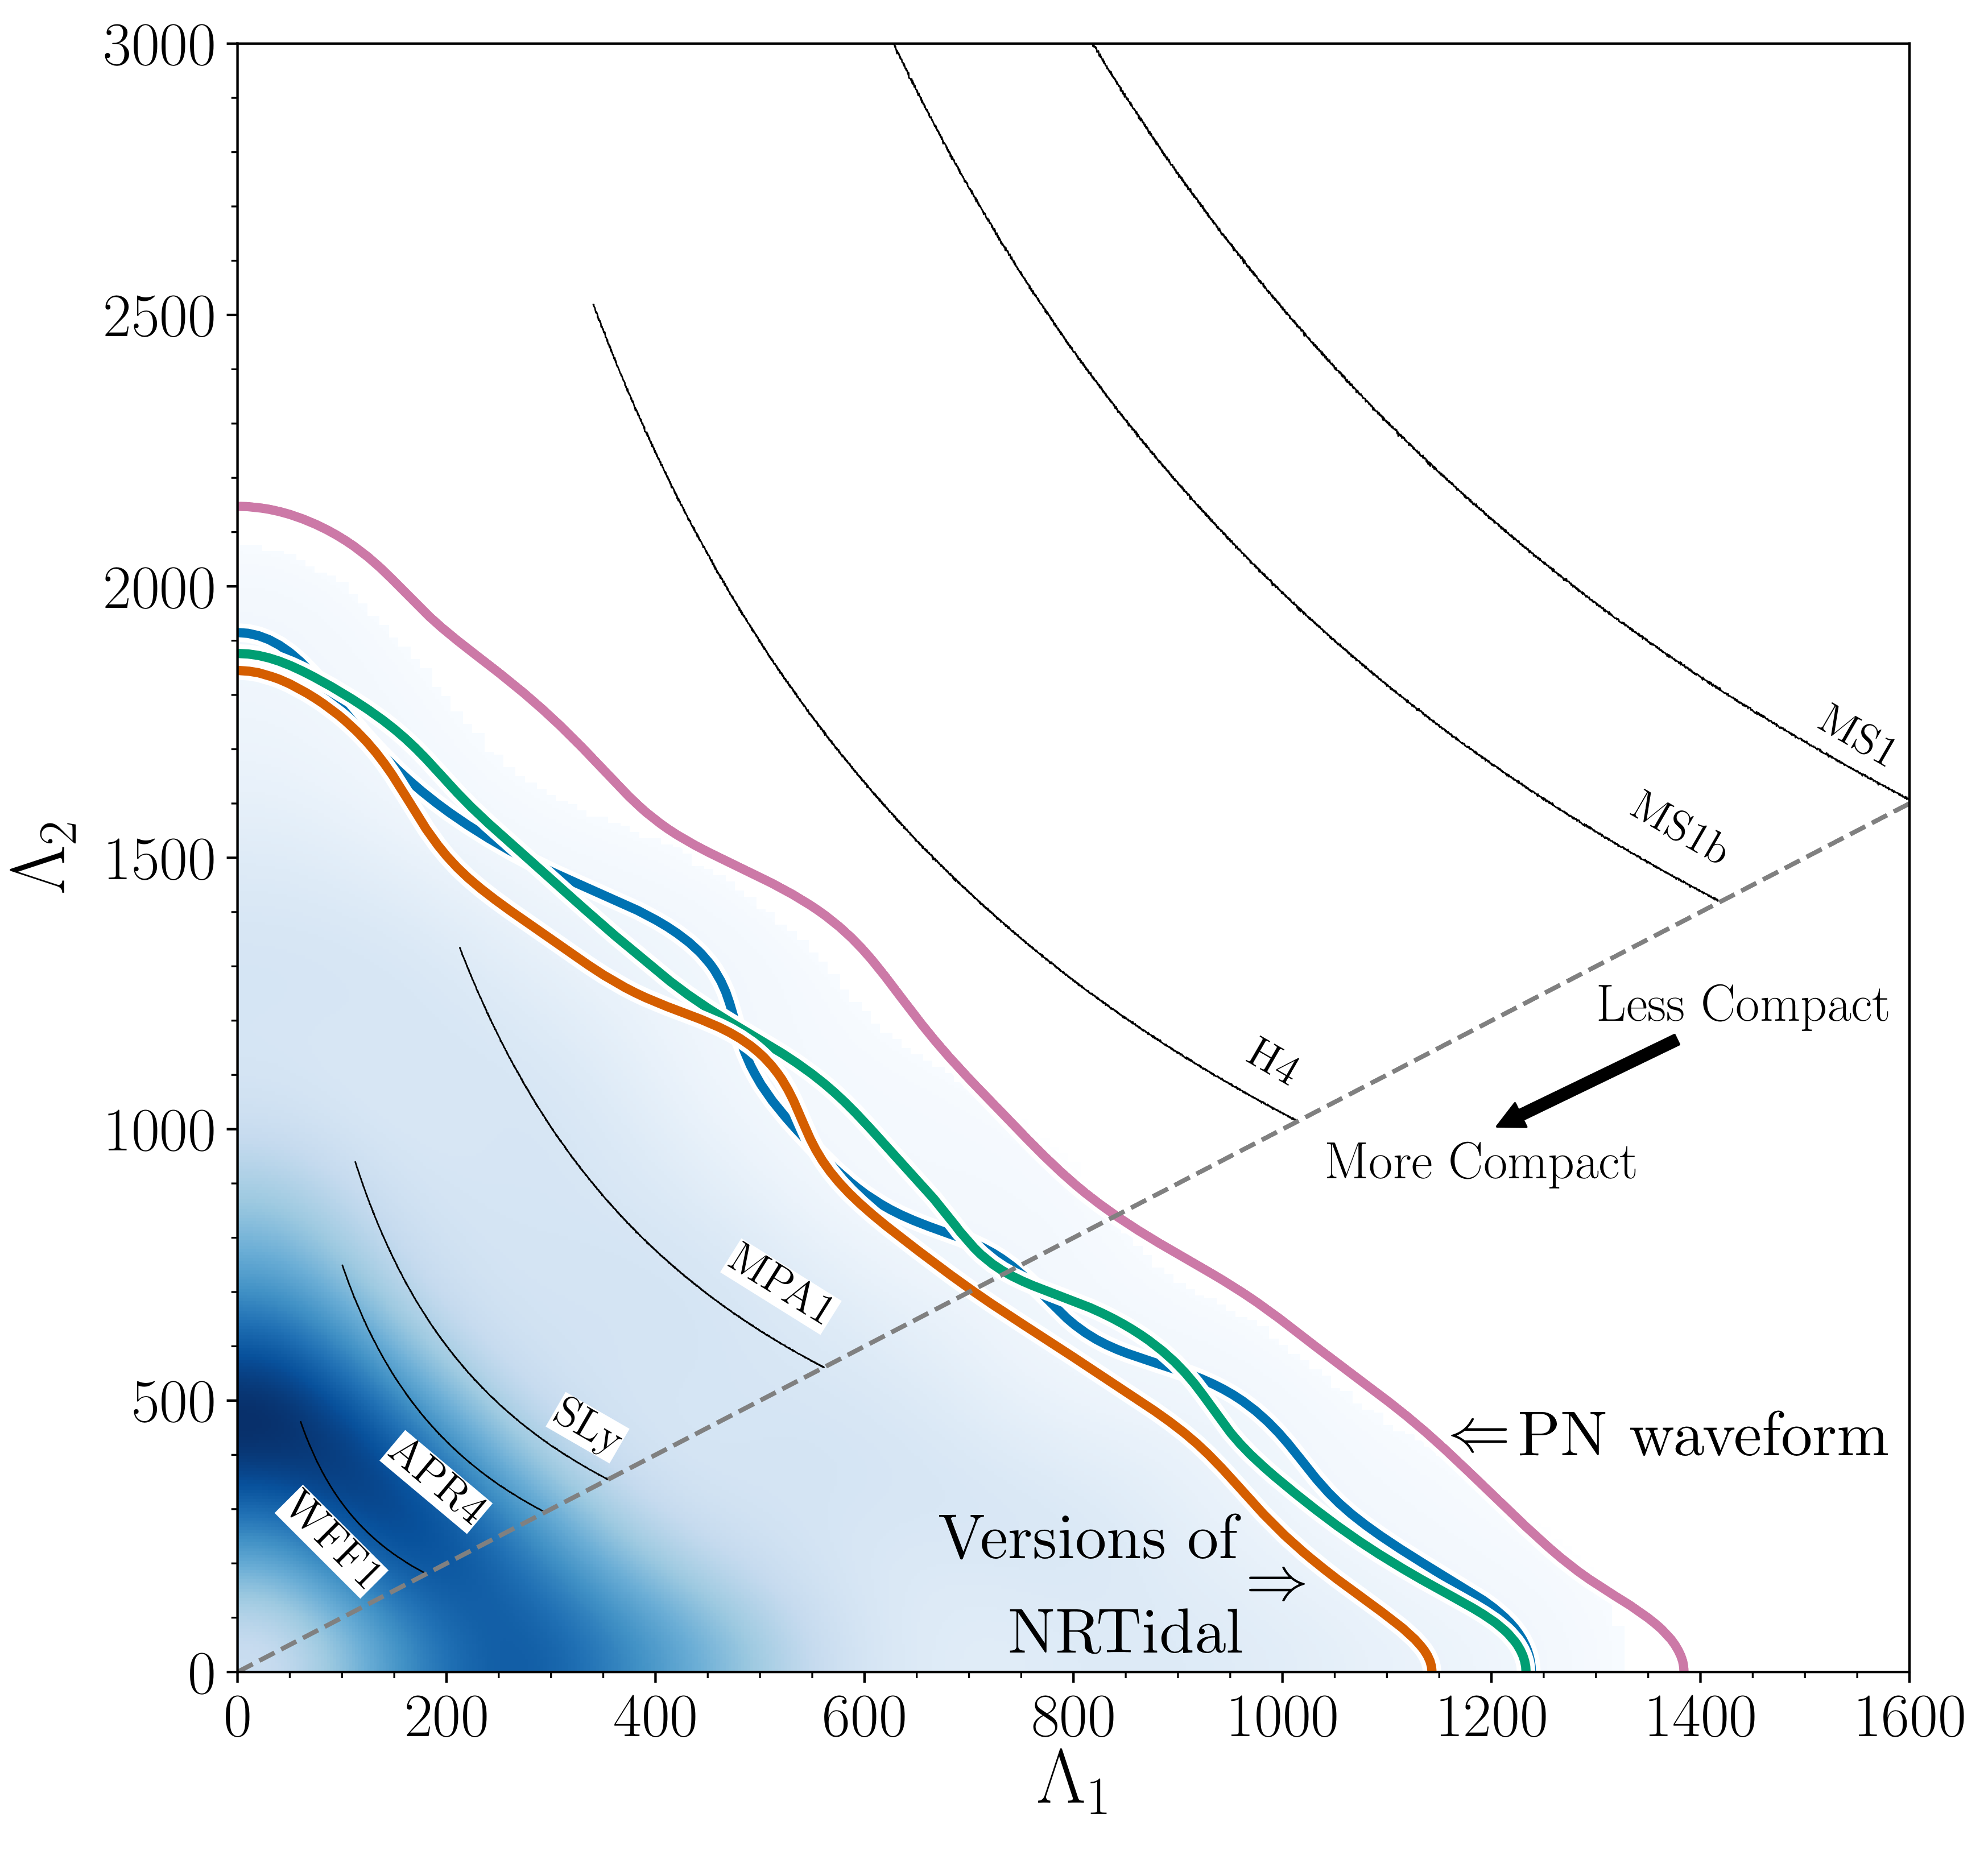 3000
2500
2000
1500
1000
500
0
Λ2
0
200
400
600
800
1000
1200
1400
1600
Λ1
MS1
MS1b
H4
Less Compact
More Compact
MPA1
SLy
APR4
WFF1
⇐PN waveform
Versions of
⇒
NRTidal